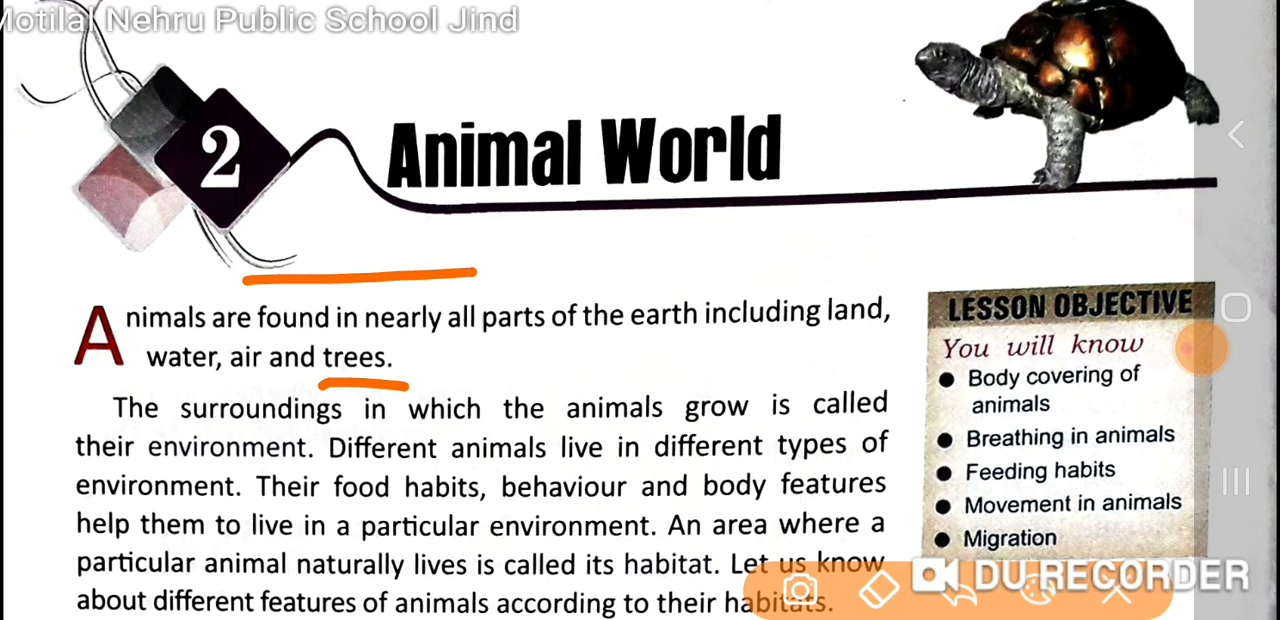 Motilal Nehru Public School Jind
2
Animal World
Animals are found in nearly all parts of the earth including land,
water, air and trees.
The surroundings in which the animals grow is called
their environment. Different animals live in different types of
environment. Their food habits, behaviour and body features
help them to live in a particular environment. An area where a
particular animal naturally lives is called its habitat. Let us know
about different features of animals according to their habitats.
LESSON OBJECTIVE
You will know
● Body covering of
animals
● Breathing in animals
● Feeding habits
● Movement in animals
● Migration
DU RECORDER